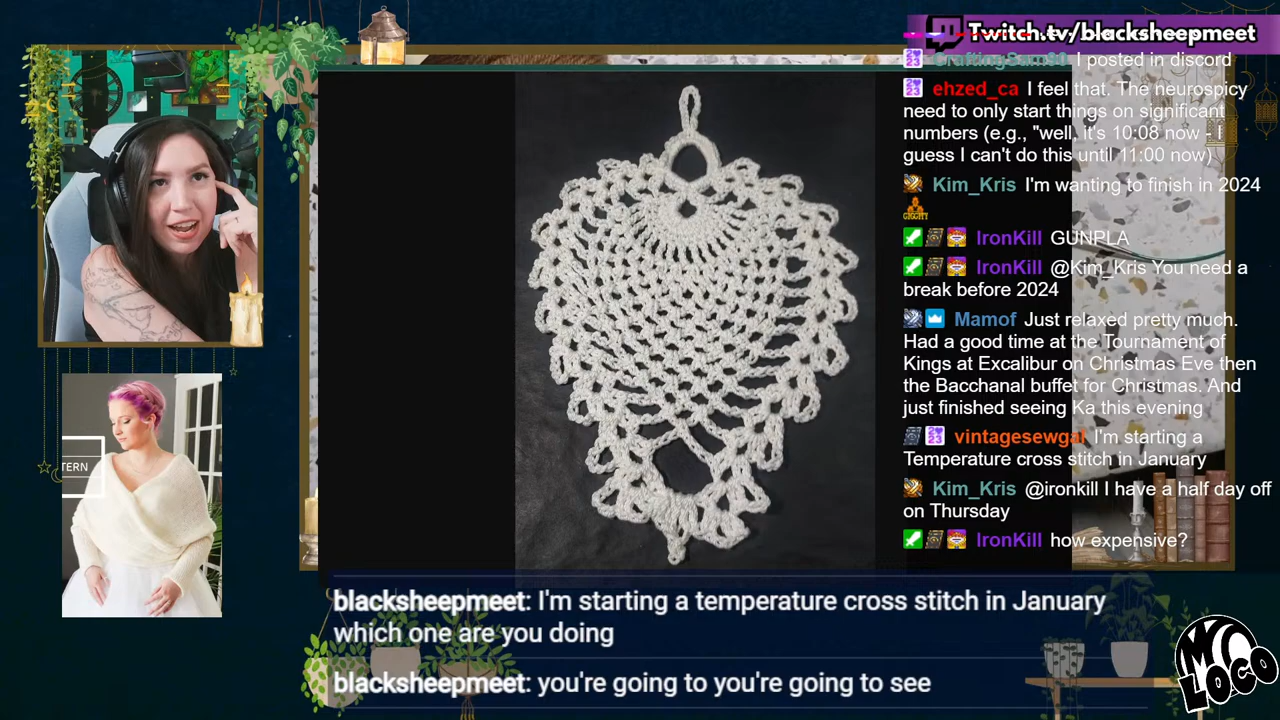 Twitch.tv/blacksheepmeet
CraftingSam90 I posted in discord
ehzed_ca I feel that. The neurospicy
need to only start things on significant
numbers (e.g., "well, it's 10:08 now - I
guess I can't do this until 11:00 now)
Kim_Kris I'm wanting to finish in 2024
GIGGITY
IronKill GUNPLA
IronKill @Kim_Kris You need a
break before 2024
Mamof Just relaxed pretty much.
Had a good time at the Tournament of
Kings at Excalibur on Christmas Eve then
the Bacchanal buffet for Christmas. And
just finished seeing Ka this evening
vintagesewgal I'm starting a
Temperature cross stitch in January
Kim_Kris @ironkill I have a half day off
on Thursday
IronKill how expensive?
TERN
blacksheepmeet: I'm starting a temperature cross stitch in January
which one are you doing
blacksheepmeet: you're going to you're going to see
MC
LOCO